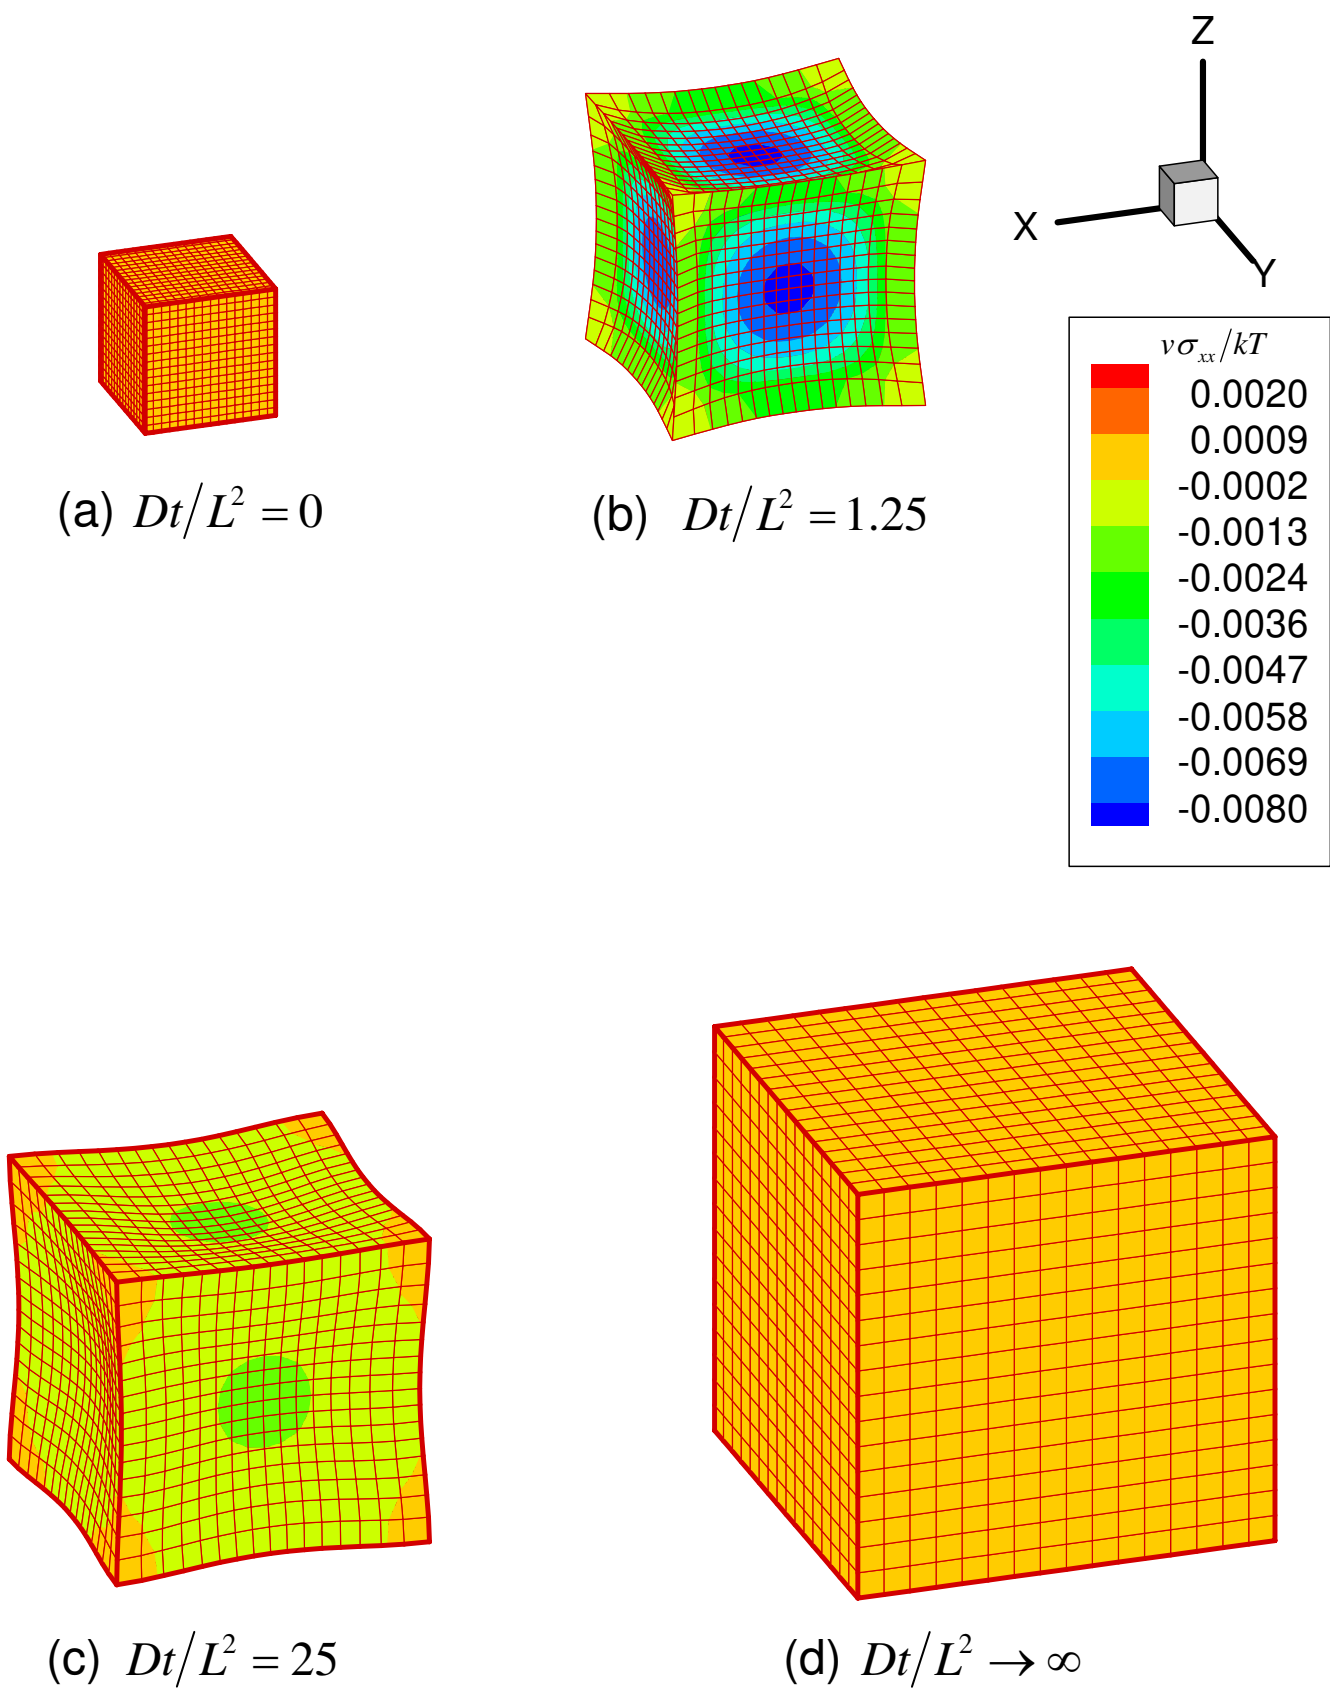 Z
X
Y
(a) Dt/L² = 0
(b) Dt/L² = 1.25
vσxx/kT
0.0020
0.0009
-0.0002
-0.0013
-0.0024
-0.0036
-0.0047
-0.0058
-0.0069
-0.0080
(c) Dt/L² = 25
(d) Dt/L² → ∞